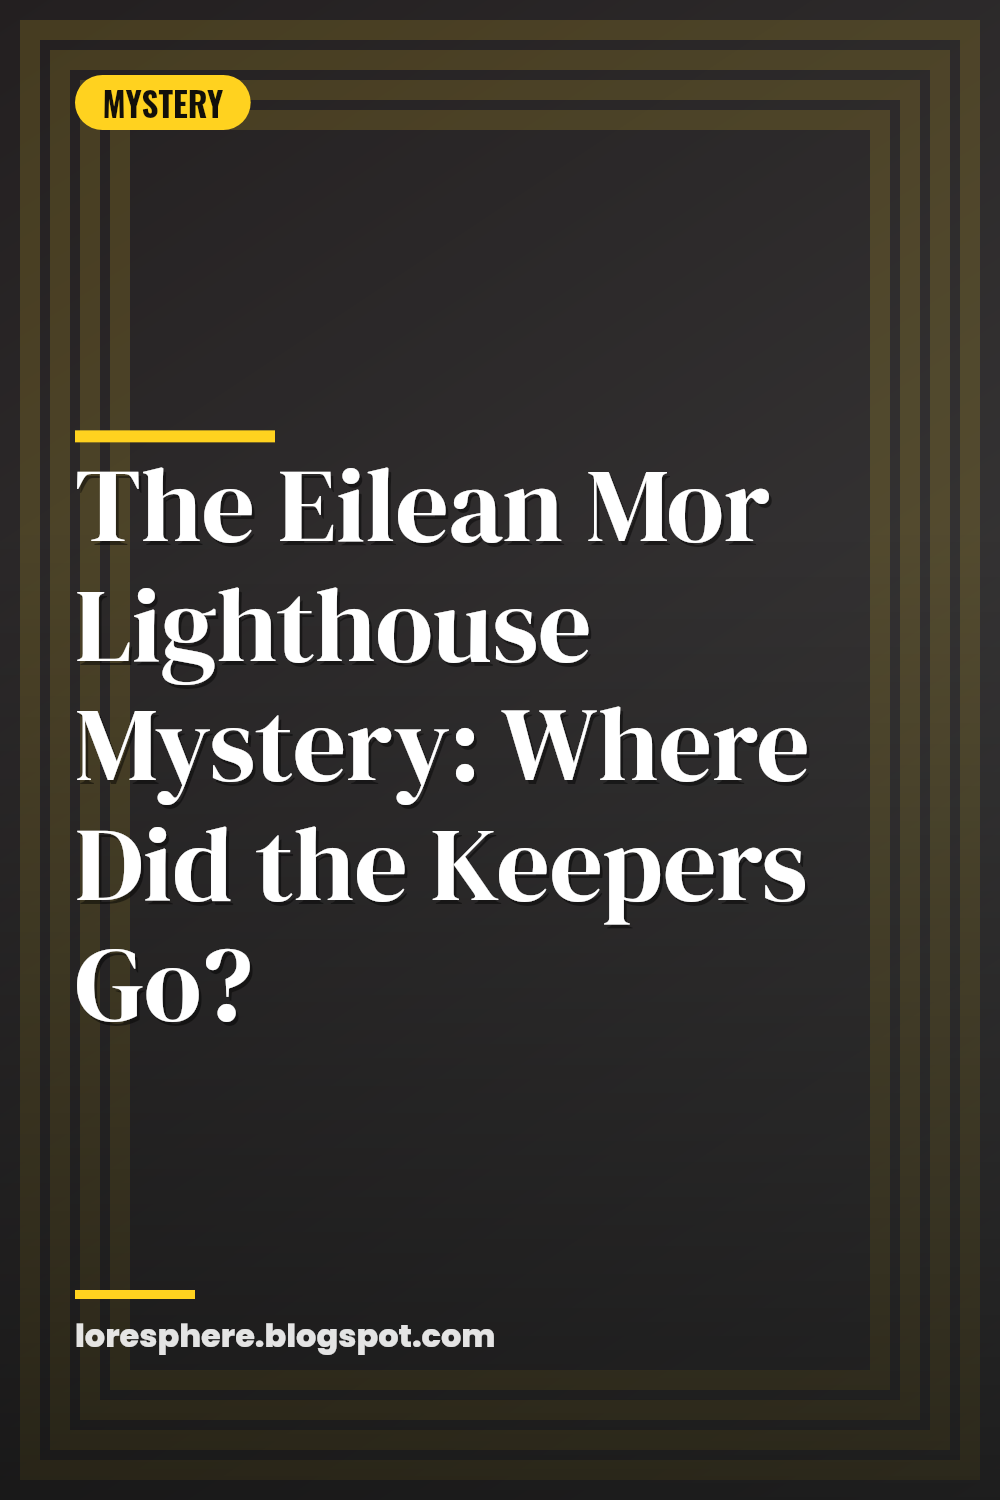 MYSTERY
The Eilean Mor
Lighthouse
Mystery: Where
Did the Keepers
Go?
loresphere.blogspot.com